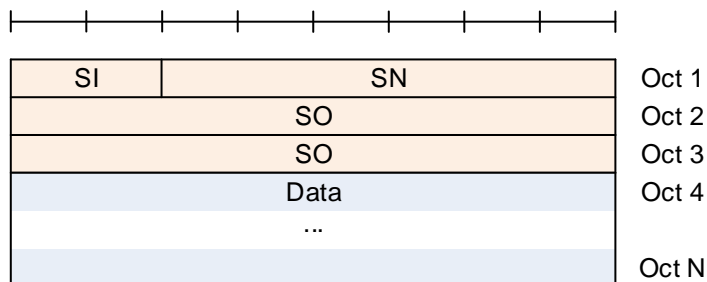 SI SN Oct 1
SO Oct 2
SO Oct 3
Data Oct 4
...
Oct N